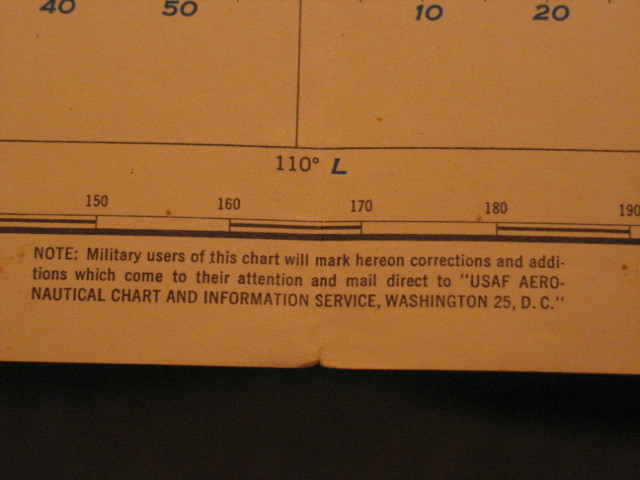 40 50 10 20
110° L
150 160 170 180 190
NOTE: Military users of this chart will mark hereon corrections and addi-
tions which come to their attention and mail direct to "USAF AERO-
NAUTICAL CHART AND INFORMATION SERVICE, WASHINGTON 25, D.C."